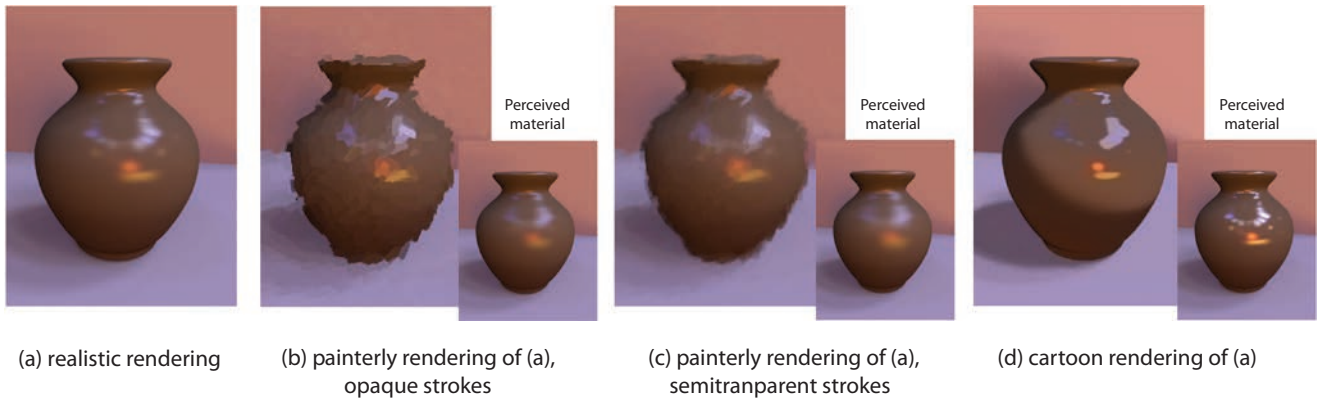 Perceived
material
Perceived
material
Perceived
material
(a) realistic rendering
(b) painterly rendering of (a),
opaque strokes
(c) painterly rendering of (a),
semitranparent strokes
(d) cartoon rendering of (a)